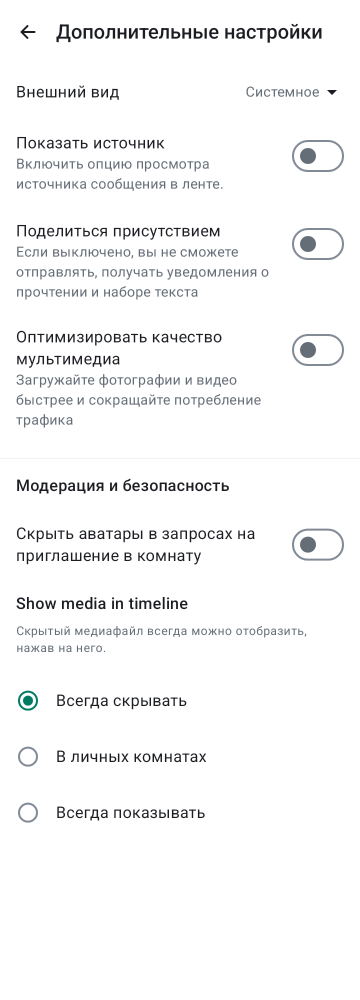 Дополнительные настройки
Внешний вид
Системное
Показать источник
Включить опцию просмотра
источника сообщения в ленте.
Поделиться присутствием
Если выключено, вы не сможете
отправлять, получать уведомления о
прочтении и наборе текста
Оптимизировать качество
мультимедиа
Загружайте фотографии и видео
быстрее и сокращайте потребление
трафика
Модерация и безопасность
Скрыть аватары в запросах на
приглашение в комнату
Show media in timeline
Скрытый медиафайл всегда можно отобразить,
нажав на него.
Всегда скрывать
В личных комнатах
Всегда показывать